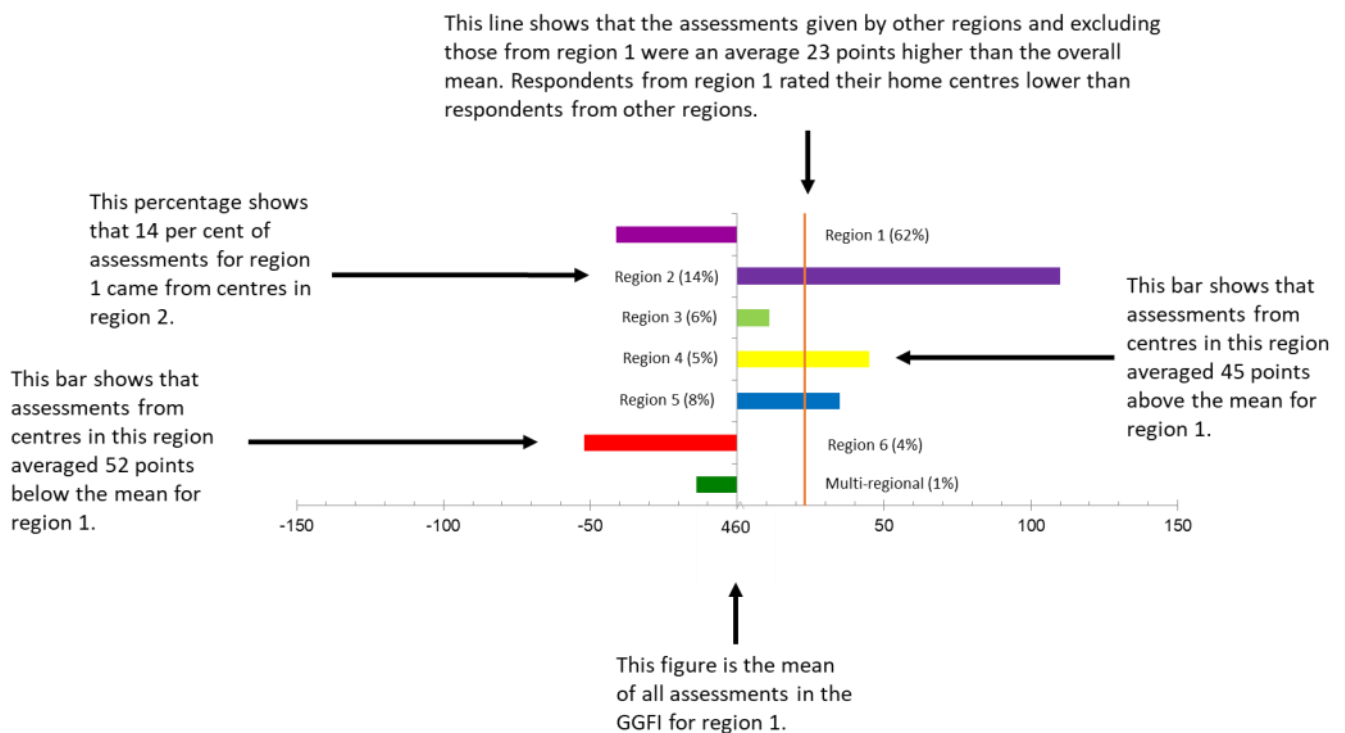 This line shows that the assessments given by other regions and excluding
those from region 1 were an average 23 points higher than the overall
mean. Respondents from region 1 rated their home centres lower than
respondents from other regions.
This percentage shows
that 14 per cent of
assessments for region
1 came from centres in
region 2.
This bar shows that
assessments from
centres in this region
averaged 52 points
below the mean for
region 1.
Region 1 (62%)
Region 2 (14%)
Region 3 (6%)
Region 4 (5%)
Region 5 (8%)
Region 6 (4%)
Multi-regional (1%)
This bar shows that
assessments from
centres in this region
averaged 45 points
above the mean for
region 1.
-150 -100 -50 460 50 100 150
This figure is the mean
of all assessments in the
GGFI for region 1.